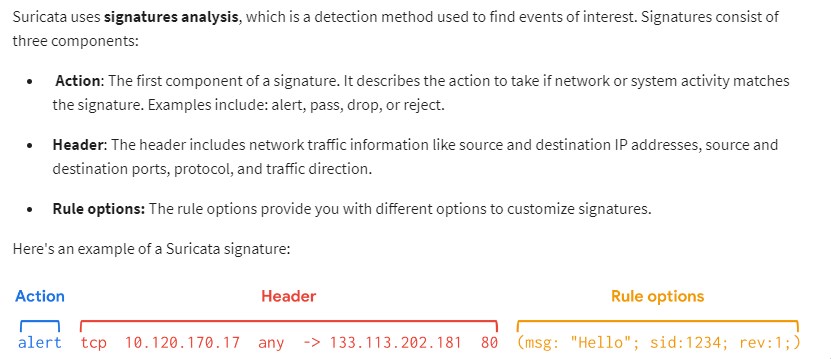 Suricata uses signatures analysis, which is a detection method used to find events of interest. Signatures consist of
three components:
• Action: The first component of a signature. It describes the action to take if network or system activity matches
the signature. Examples include: alert, pass, drop, or reject.
• Header: The header includes network traffic information like source and destination IP addresses, source and
destination ports, protocol, and traffic direction.
• Rule options: The rule options provide you with different options to customize signatures.
Here's an example of a Suricata signature:
Action Header Rule options
alert tcp 10.120.170.17 any -> 133.113.202.181 80 (msg: "Hello"; sid:1234; rev:1;)